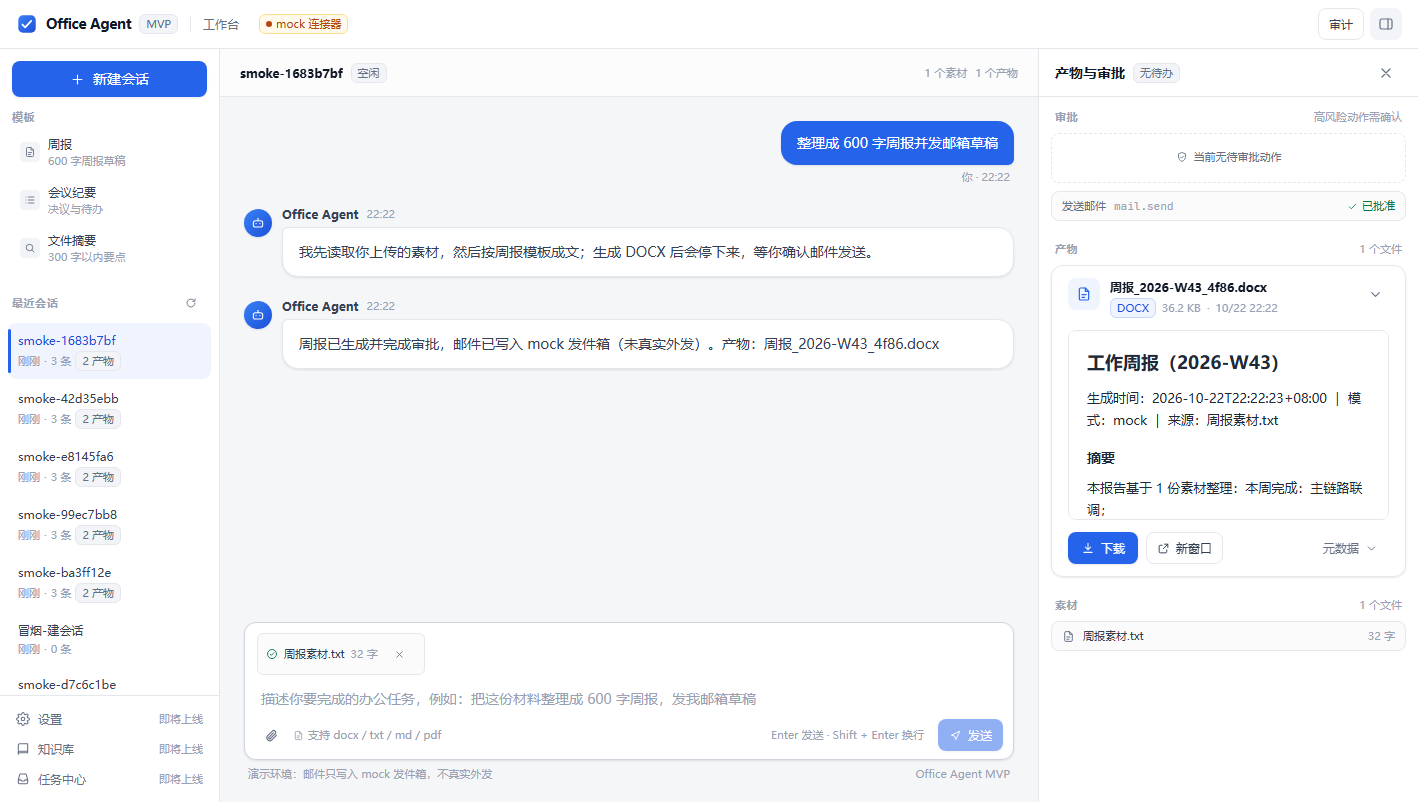 Office Agent MVP 工作台 mock 连接器 审计
新建会话
模板
周报
600 字周报草稿
会议纪要
决议与待办
文件摘要
300 字以内要点
最近会话
smoke-1683b7bf
刚刚 · 3 条 2 产物
smoke-42d35ebb
刚刚 · 3 条 2 产物
smoke-e8145fa6
刚刚 · 3 条 2 产物
smoke-99ec7bb8
刚刚 · 3 条 2 产物
smoke-ba3ff12e
刚刚 · 3 条 2 产物
冒烟-建会话
刚刚 · 0 条
smoke-d7c6c1be
设置 即将上线
知识库 即将上线
任务中心 即将上线
smoke-1683b7bf 空闲 1 个素材 1 个产物
整理成 600 字周报并发邮箱草稿
你 · 22:22
Office Agent 22:22
我先读取你上传的素材，然后按周报模板成文；生成 DOCX 后会停下来，等你确认邮件发送。
Office Agent 22:22
周报已生成并完成审批，邮件已写入 mock 发件箱（未真实外发）。产物：周报_2026-W43_4f86.docx
周报素材.txt 32 字
描述你要完成的办公任务，例如：把这份材料整理成 600 字周报，发我邮箱草稿
支持 docx / txt / md / pdf Enter 发送 · Shift + Enter 换行 发送
演示环境：邮件只写入 mock 发件箱，不真实外发 Office Agent MVP
产物与审批 无待办
审批 高风险动作需确认
当前无待审批动作
发送邮件 mail.send 已批准
产物 1 个文件
周报_2026-W43_4f86.docx
DOCX 36.2 KB · 10/22 22:22
工作周报（2026-W43）
生成时间：2026-10-22T22:22:23+08:00 | 模
式：mock | 来源：周报素材.txt
摘要
本报告基于 1 份素材整理：本周完成：主链路联
调；
下载 新窗口 元数据
素材 1 个文件
周报素材.txt 32 字